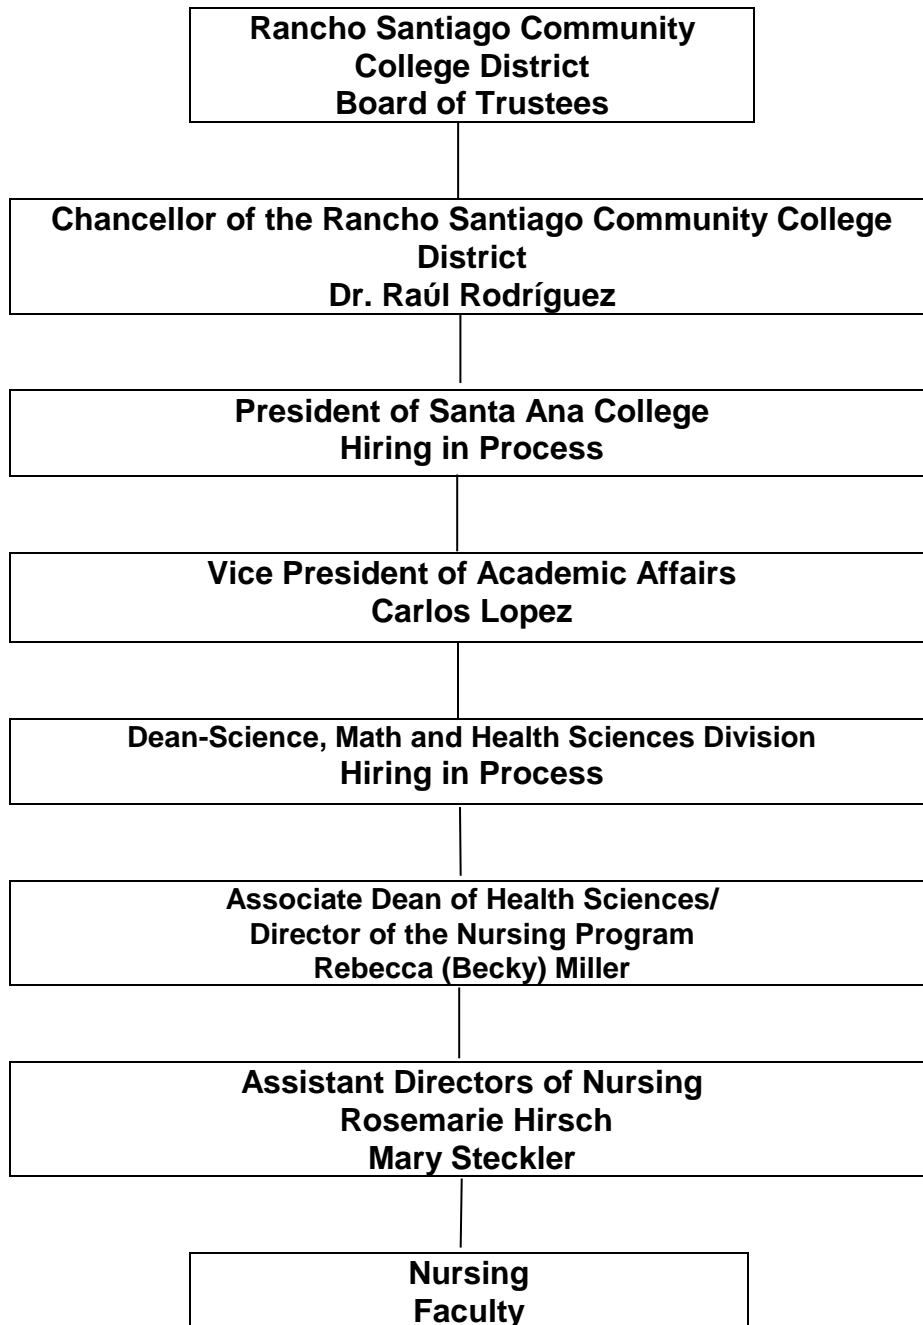 Rancho Santiago Community
College District
Board of Trustees
Chancellor of the Rancho Santiago Community College
District
Dr. Raúl Rodríguez
President of Santa Ana College
Hiring in Process
Vice President of Academic Affairs
Carlos Lopez
Dean-Science, Math and Health Sciences Division
Hiring in Process
Associate Dean of Health Sciences/
Director of the Nursing Program
Rebecca (Becky) Miller
Assistant Directors of Nursing
Rosemarie Hirsch
Mary Steckler
Nursing
Faculty